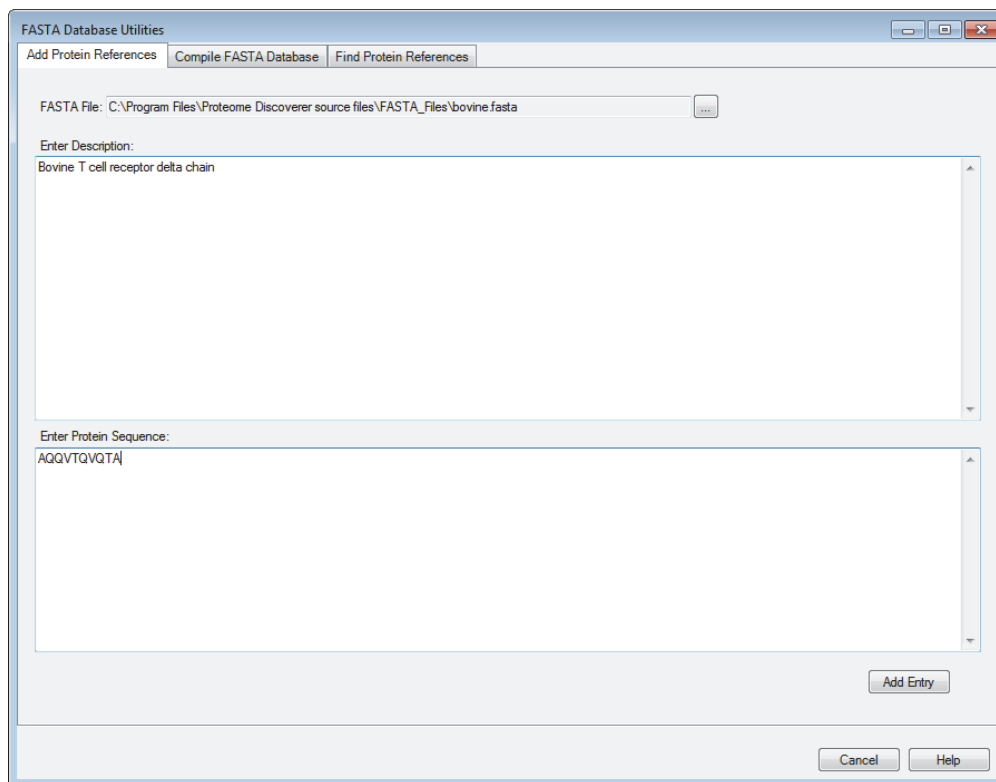 FASTA Database Utilities
Add Protein References Compile FASTA Database Find Protein References
FASTA File: C:\Program Files\Proteome Discoverer source files\FASTA_Files\bovine.fasta ...
Enter Description:
Bovine T cell receptor delta chain
Enter Protein Sequence:
AQQVTQVQTA
Add Entry
Cancel Help